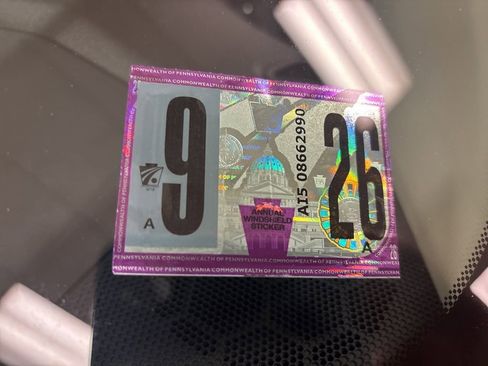 COMMONWEALTH OF PENNSYLVANIA COMMONWEALTH OF PENNSYLVANIA
9
A
AI5 08662990
ANNUAL
WINDSHIELD
STICKER
26
A
COMMONWEALTH OF PENNSYLVANIA COMMONWEALTH OF PENNSYLVANIA